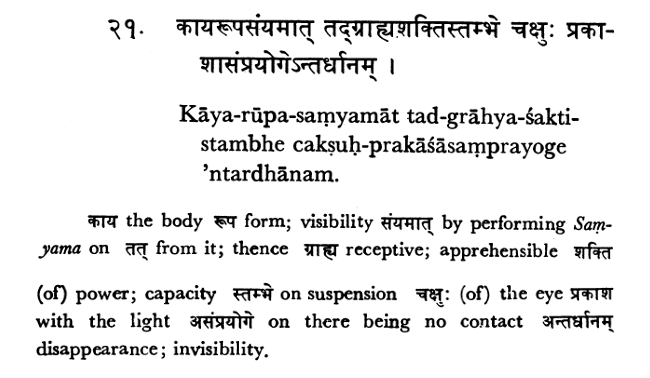 २१. कायरूपसंयमात् तद्ग्राह्यशक्तिस्तम्भे चक्षुः प्रका-
शासंप्रयोगेऽन्तर्धानम् ।
Kāya-rūpa-saṃyamāt tad-grāhya-śakti-
stambhe cakṣuḥ-prakāśāsaṃprayoge
'ntardhānam.
काय the body रूप form; visibility संयमात् by performing Saṃ-
yama on तत् from it; thence ग्राह्य receptive; apprehensible शक्ति
(of) power; capacity स्तम्भे on suspension चक्षुः (of) the eye प्रकाश
with the light असंप्रयोगे on there being no contact अन्तर्धानम्
disappearance; invisibility.